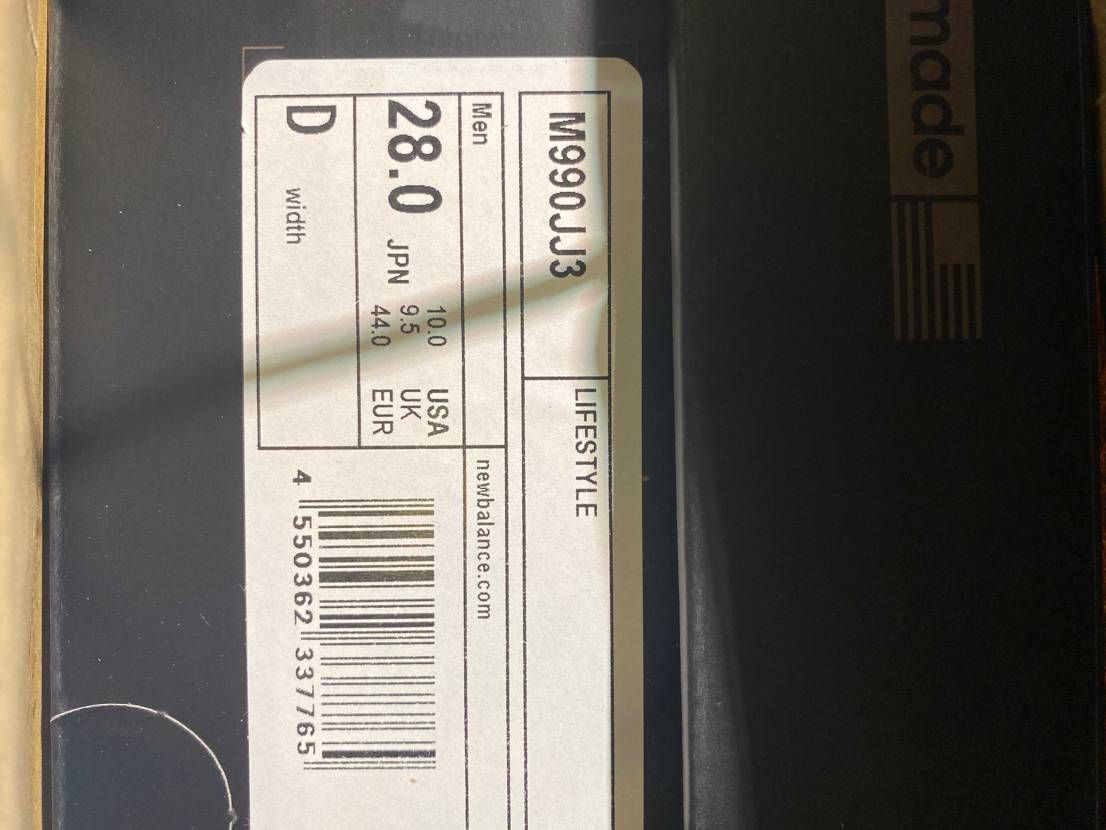 made
M990JJ3
LIFESTYLE
Men
newbalance.com
28.0 JPN
10.0 USA
9.5 UK
44.0 EUR
D width
4 550362 337765